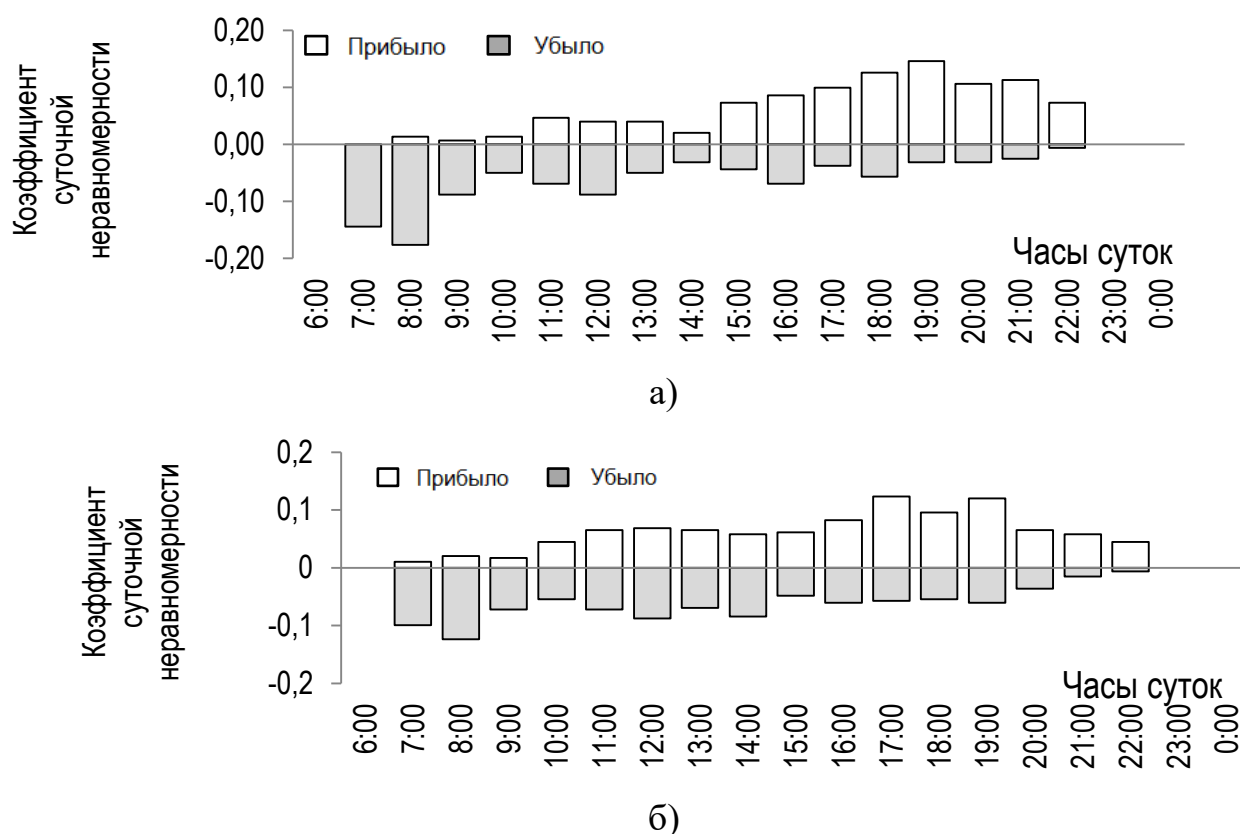 Коэффициент
суточной
неравномерности
0,20
0,10
0,00
-0,10
-0,20
Прибыло Убыло
Часы суток
6:00 7:00 8:00 9:00 10:00 11:00 12:00 13:00 14:00 15:00 16:00 17:00 18:00 19:00 20:00 21:00 22:00 23:00 0:00
а)
Коэффициент
суточной
неравномерности
0,2
0,1
0
-0,1
-0,2
Прибыло Убыло
Часы суток
6:00 7:00 8:00 9:00 10:00 11:00 12:00 13:00 14:00 15:00 16:00 17:00 18:00 19:00 20:00 21:00 22:00 23:00 0:00
б)